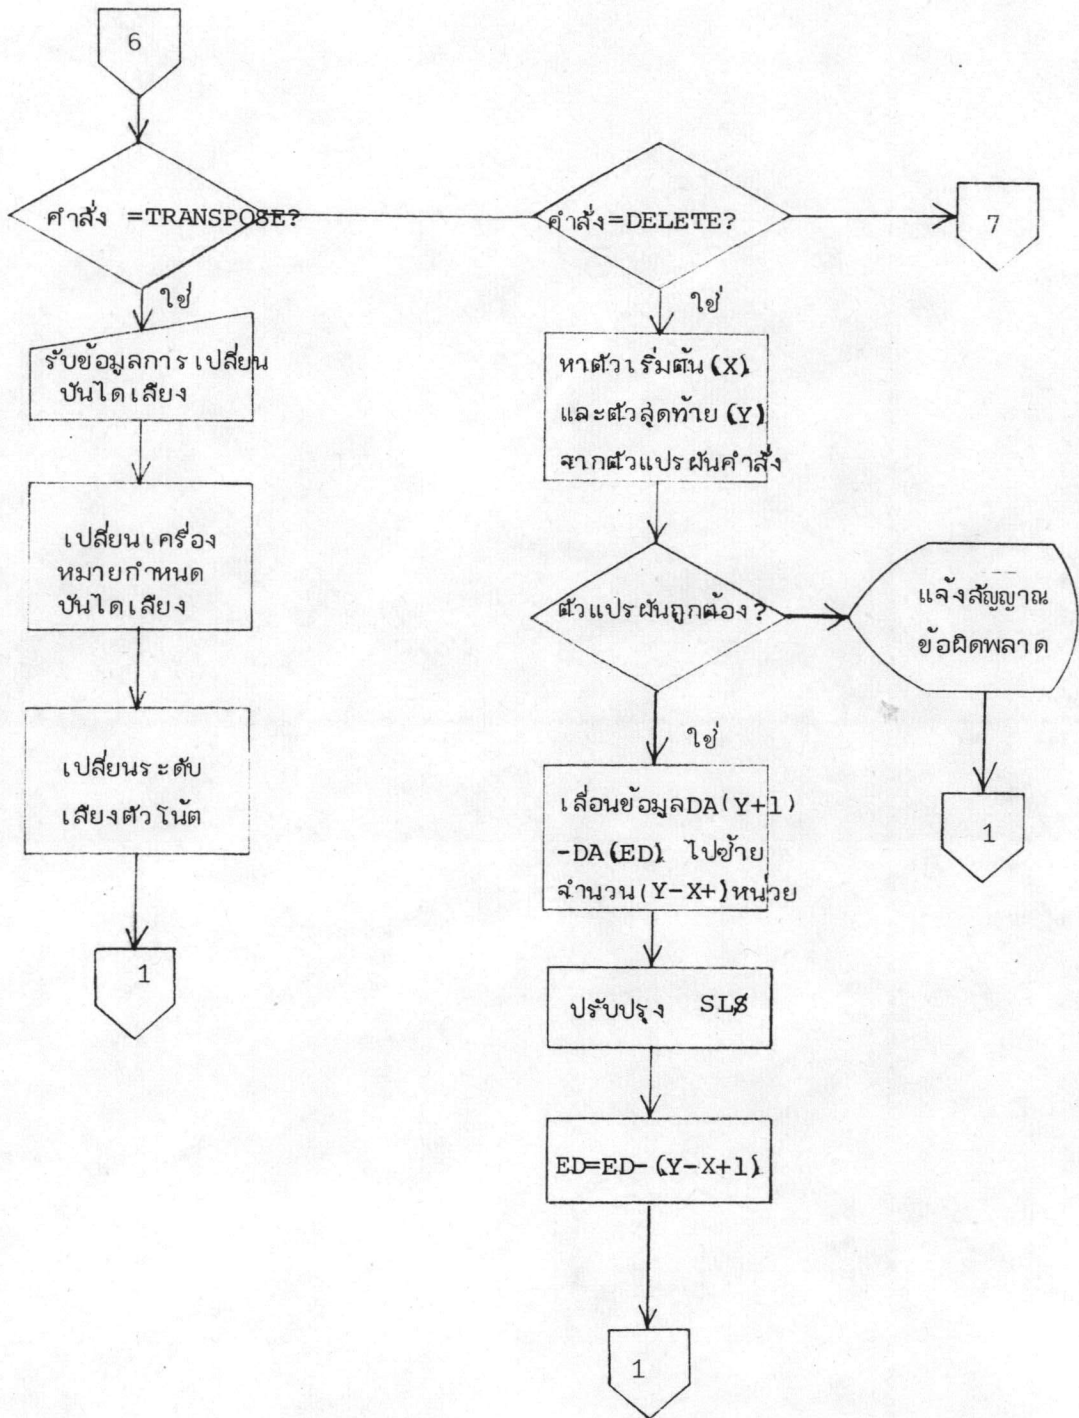 6
คำสั่ง =TRANSPOSE?
ใช่
รับข้อมูลการ เปลี่ยน
บันได เสียง
เปลี่ยน เครื่อง
หมายกำหนด
บันได เสียง
เปลี่ยนระดับ
เสียงตัวโน้ต
1
คำสั่ง=DELETE?
7
ใช่
หาตัวเริ่มต้น (X)
และตัวสุดท้าย (Y)
จากตัวแปร ผันคำสั่ง
ตัวแปร ผันถูกต้อง ?
แจ้งสัญญาณ
ข้อผิดพลาด
1
ใช่
เลื่อนข้อมูลDA(Y+1)
-DA(ED) ไปซ้าย
จำนวน(Y-X+)หน่วย
ปรับปรุง SL$
ED=ED-(Y-X+1)
1